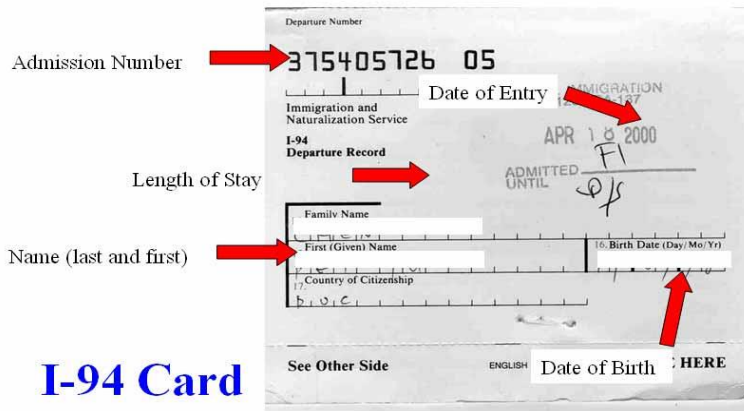 Departure Number
Admission Number
375405726 05
Date of Entry
IMMIGRATION
Immigration and
Naturalization Service
APR 18 2000
I-94
Departure Record
F1
ADMITTED
UNTIL
D/S
Length of Stay
Family Name
Name (last and first)
First (Given) Name
16. Birth Date (Day/Mo/Yr)
17.
Country of Citizenship
See Other Side
ENGLISH
Date of Birth
HERE
I-94 Card